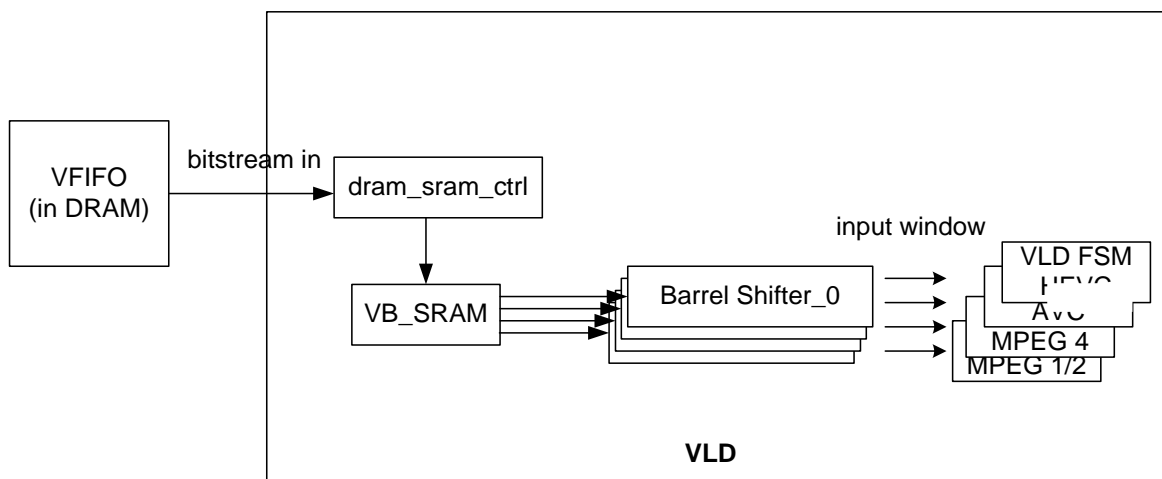 VFIFO
(in DRAM)
bitstream in
dram_sram_ctrl
VB_SRAM
Barrel Shifter_0
input window
VLD FSM
HEVC
AVC
MPEG 4
MPEG 1/2
VLD